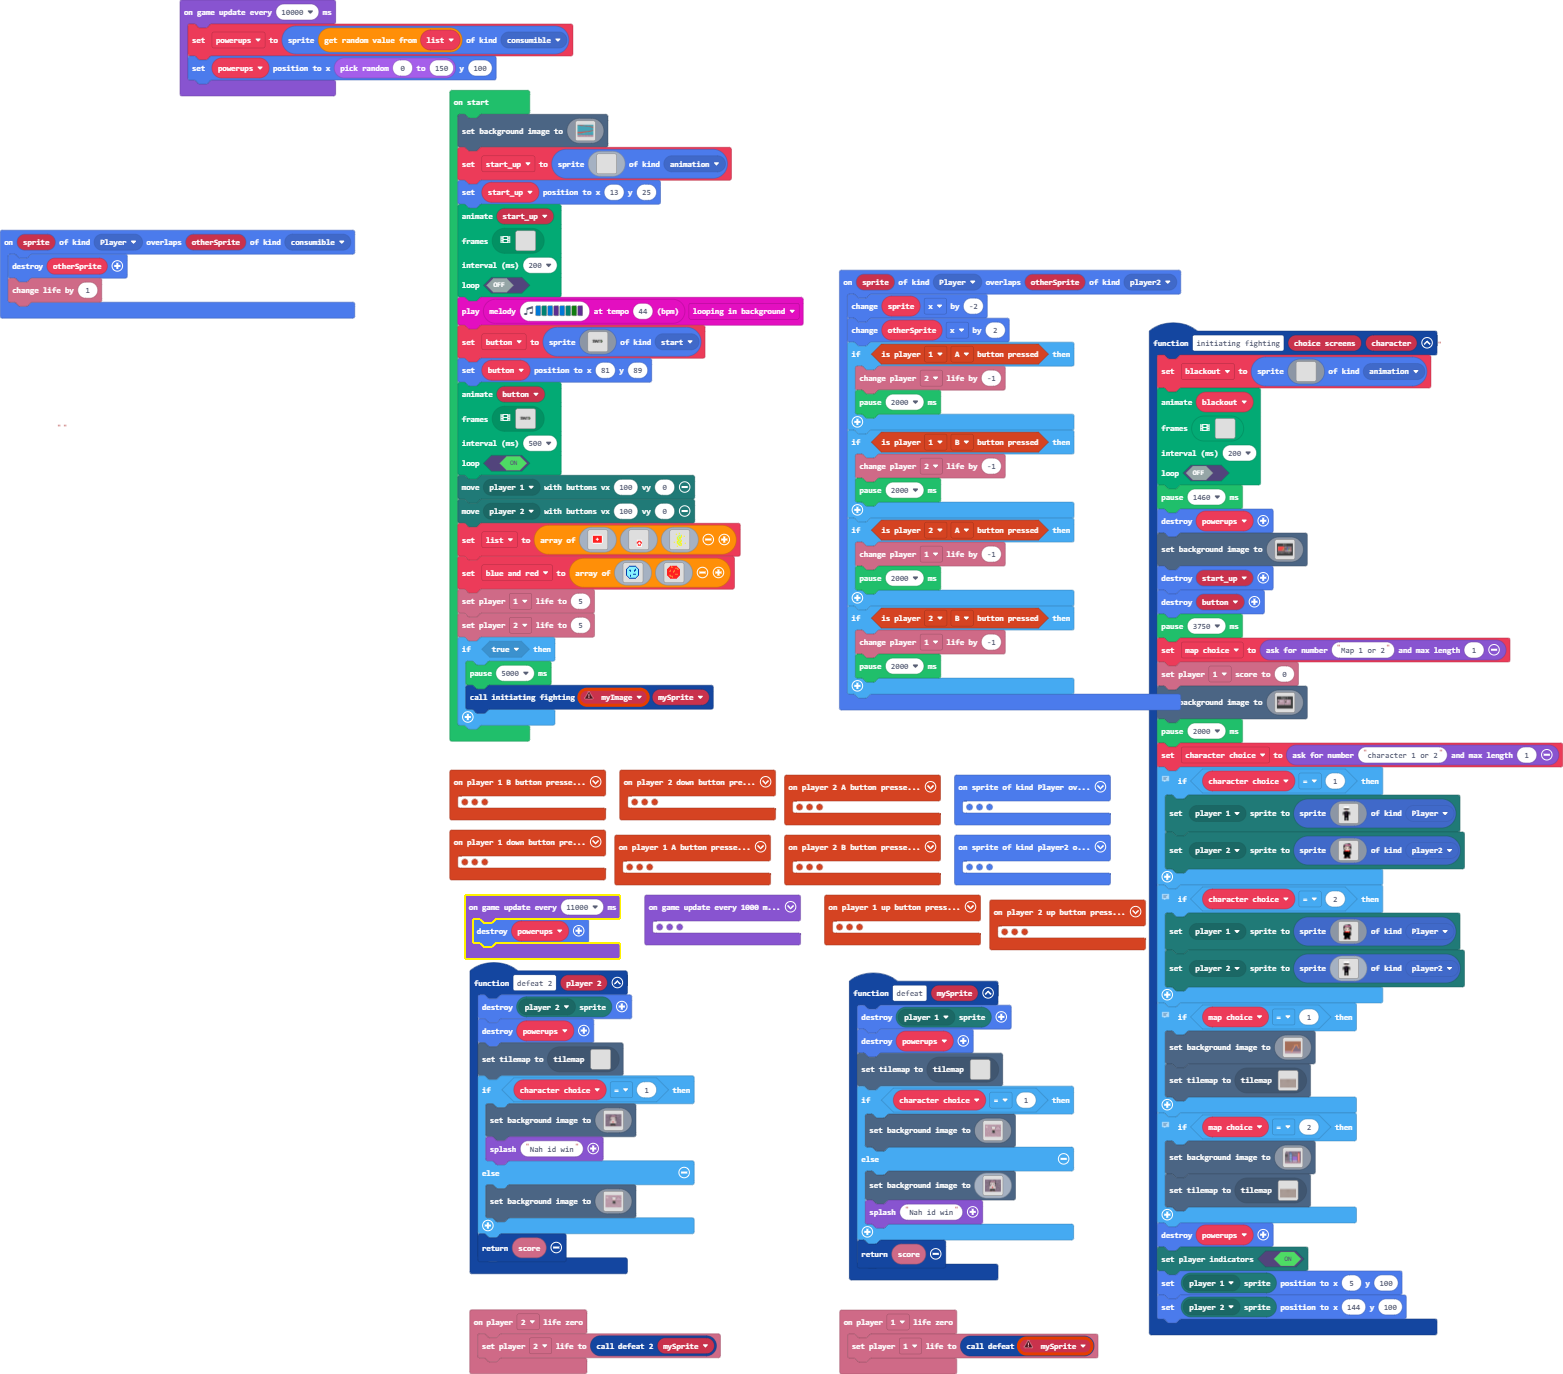 on game update every 10000 ms
set powerups to sprite get random value from list of kind consumible
set powerups position to x pick random 0 to 150 y 100
on start
set background image to
set start_up to sprite of kind animation
set start_up position to x 13 y 25
animate start_up
frames
interval (ms) 200
loop OFF
play melody at tempo 44 (bpm) looping in background
set button to sprite of kind start
set button position to x 81 y 89
animate button
frames
interval (ms) 500
loop ON
move player 1 with buttons vx 100 vy 0
move player 2 with buttons vx 100 vy 0
set list to array of
set blue and red to array of
set player 1 life to 5
set player 2 life to 5
if true then
pause 5000 ms
call initiating fighting myImage mySprite
on sprite of kind Player overlaps otherSprite of kind consumible
destroy otherSprite
change life by 1
on sprite of kind Player overlaps otherSprite of kind player2
change sprite x by -2
change otherSprite x by 2
if is player 1 A button pressed then
change player 2 life by -1
pause 2000 ms
if is player 1 B button pressed then
change player 2 life by -1
pause 2000 ms
if is player 2 A button pressed then
change player 1 life by -1
pause 2000 ms
if is player 2 B button pressed then
change player 1 life by -1
pause 2000 ms
function initiating fighting choice screens character
set blackout to sprite of kind animation
animate blackout
frames
interval (ms) 200
loop OFF
pause 1460 ms
destroy powerups
set background image to
destroy start_up
destroy button
pause 3750 ms
set map choice to ask for number "Map 1 or 2" and max length 1
set player 1 score to 0
background image to
pause 2000 ms
set character choice to ask for number "character 1 or 2" and max length 1
if character choice = 1 then
set player 1 sprite to sprite of kind Player
set player 2 sprite to sprite of kind player2
if character choice = 2 then
set player 1 sprite to sprite of kind Player
set player 2 sprite to sprite of kind player2
if map choice = 1 then
set background image to
set tilemap to tilemap
if map choice = 2 then
set background image to
set tilemap to tilemap
destroy powerups
set player indicators ON
set player 1 sprite position to x 5 y 100
set player 2 sprite position to x 144 y 100
on player 1 B button presse...
on player 2 down button pre...
on player 2 A button presse...
on sprite of kind Player ov...
on player 1 down button pre...
on player 1 A button presse...
on player 2 B button presse...
on sprite of kind player2 o...
on game update every 11000 ms
destroy powerups
on game update every 1000 m...
on player 1 up button press...
on player 2 up button press...
function defeat 2 player 2
destroy player 2 sprite
destroy powerups
set tilemap to tilemap
if character choice = 1 then
set background image to
splash "Nah id win"
else
set background image to
return score
function defeat mySprite
destroy player 1 sprite
destroy powerups
set tilemap to tilemap
if character choice = 1 then
set background image to
else
set background image to
splash "Nah id win"
return score
on player 2 life zero
set player 2 life to call defeat 2 mySprite
on player 1 life zero
set player 1 life to call defeat mySprite